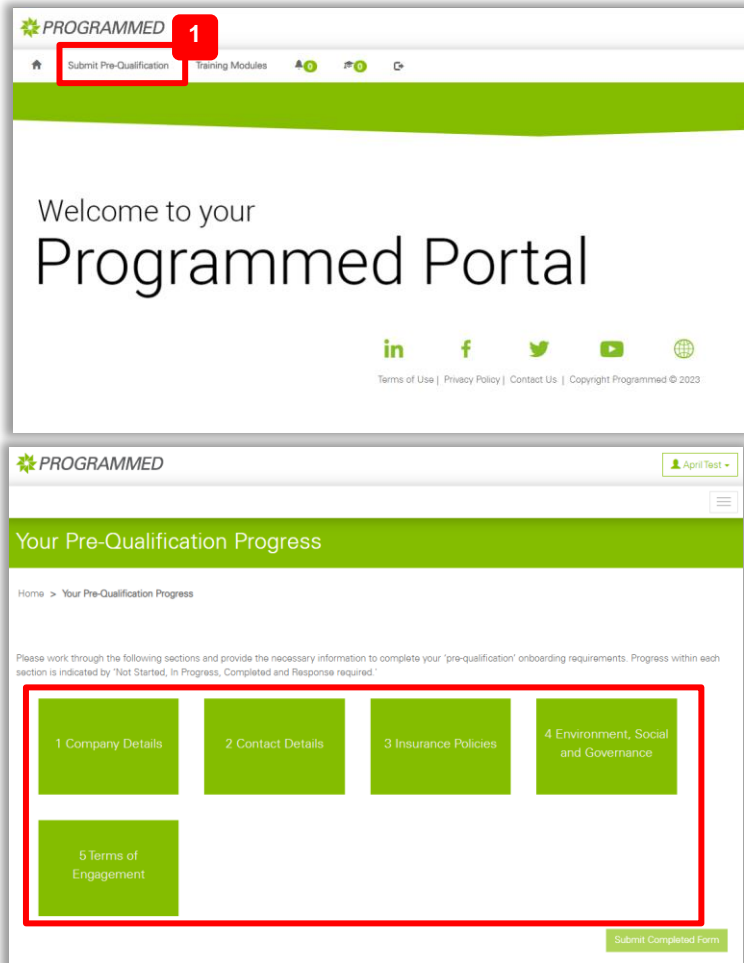 PROGRAMMED
1
Submit Pre-Qualification Training Modules 0 0
Welcome to your
Programmed Portal
in f
Terms of Use | Privacy Policy | Contact Us | Copyright Programmed © 2023
PROGRAMMED
April Test
Your Pre-Qualification Progress
Home > Your Pre-Qualification Progress
Please work through the following sections and provide the necessary information to complete your 'pre-qualification' onboarding requirements. Progress within each
section is indicated by 'Not Started, In Progress, Completed and Response required.'
1 Company Details
2 Contact Details
3 Insurance Policies
4 Environment, Social
and Governance
5 Terms of
Engagement
Submit Completed Form